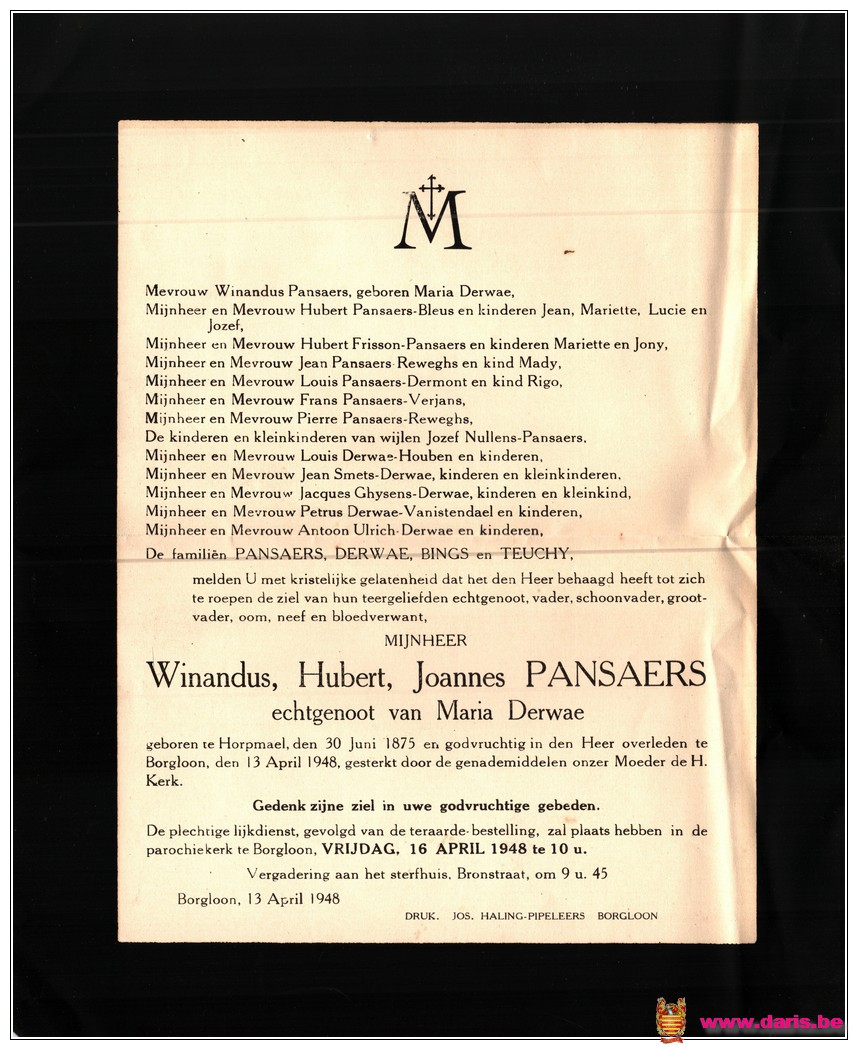 M
Mevrouw Winandus Pansaers, geboren Maria Derwae,
Mijnheer en Mevrouw Hubert Pansaers-Bleus en kinderen Jean, Mariette, Lucie en
Jozef,
Mijnheer en Mevrouw Hubert Frisson-Pansaers en kinderen Mariette en Jony,
Mijnheer en Mevrouw Jean Pansaers-Reweghs en kind Mady,
Mijnheer en Mevrouw Louis Pansaers-Dermont en kind Rigo,
Mijnheer en Mevrouw Frans Pansaers-Verjans,
Mijnheer en Mevrouw Pierre Pansaers-Reweghs,
De kinderen en kleinkinderen van wijlen Jozef Nullens-Pansaers,
Mijnheer en Mevrouw Louis Derwae-Houben en kinderen,
Mijnheer en Mevrouw Jean Smets-Derwae, kinderen en kleinkinderen,
Mijnheer en Mevrouw Jacques Ghysens-Derwae, kinderen en kleinkind,
Mijnheer en Mevrouw Petrus Derwae-Vanistendael en kinderen,
Mijnheer en Mevrouw Antoon Ulrich-Derwae en kinderen,
De familiën PANSAERS, DERWAE, BINGS en TEUCHY,
melden U met kristelijke gelatenheid dat het den Heer behaagd heeft tot zich
te roepen de ziel van hun teergeliefden echtgenoot, vader, schoonvader, groot-
vader, oom, neef en bloedverwant,
MIJNHEER
Winandus, Hubert, Joannes PANSAERS
echtgenoot van Maria Derwae
geboren te Horpmael, den 30 Juni 1875 en godvruchtig in den Heer overleden te
Borgloon, den 13 April 1948, gesterkt door de genademiddelen onzer Moeder de H.
Kerk.
Gedenk zijne ziel in uwe godvruchtige gebeden.
De plechtige lijkdienst, gevolgd van de teraarde-bestelling, zal plaats hebben in de
parochiekerk te Borgloon, VRIJDAG, 16 APRIL 1948 te 10 u.
Vergadering aan het sterfhuis, Bronstraat, om 9 u. 45
Borgloon, 13 April 1948
DRUK. JOS. HALING-PIPELEERS BORGLOON
www.daris.be